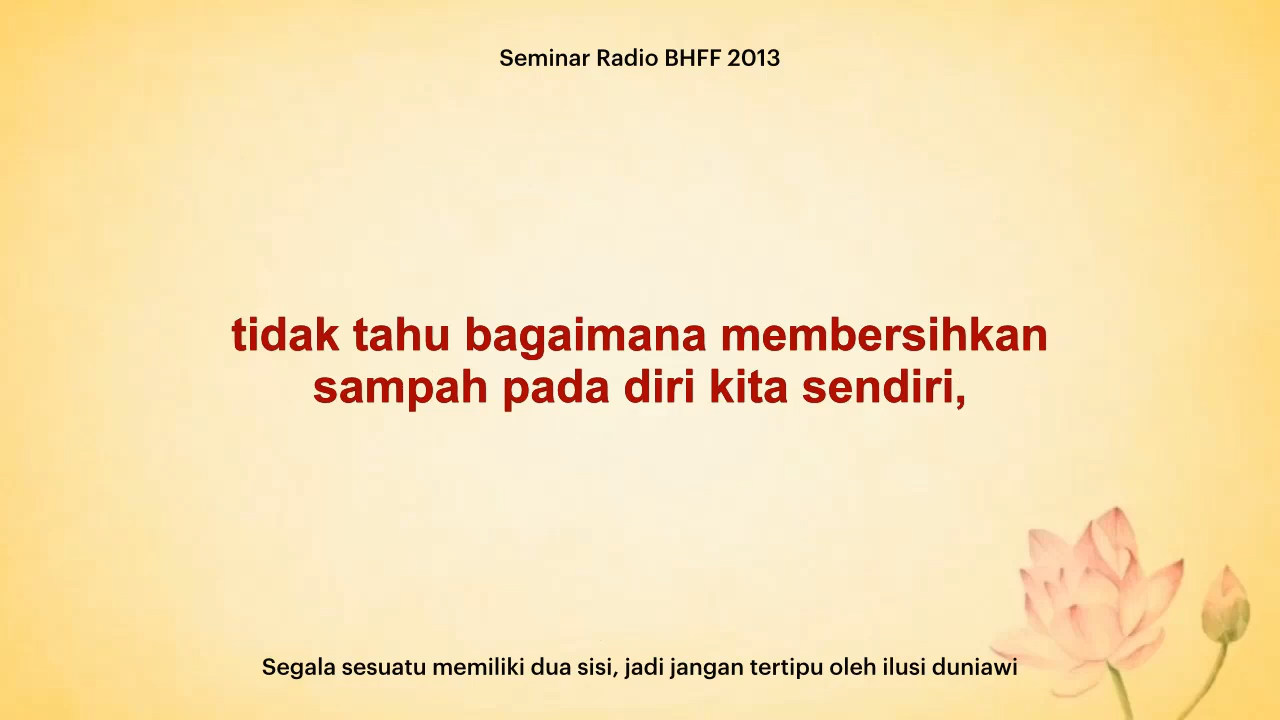 Seminar Radio BHFF 2013
tidak tahu bagaimana membersihkan
sampah pada diri kita sendiri,
Segala sesuatu memiliki dua sisi, jadi jangan tertipu oleh ilusi duniawi